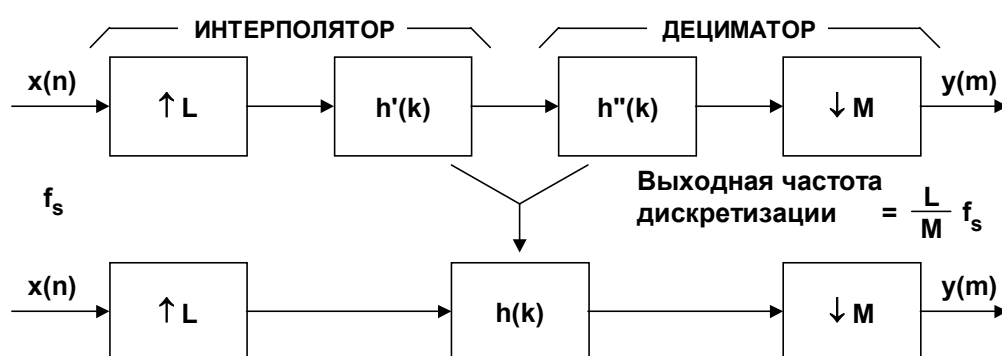 ИНТЕРПОЛЯТОР
ДЕЦИМАТОР
x(n)
↑ L
h'(k)
h"(k)
↓ M
y(m)
f_s
Выходная частота
дискретизации = L/M f_s
x(n)
↑ L
h(k)
↓ M
y(m)